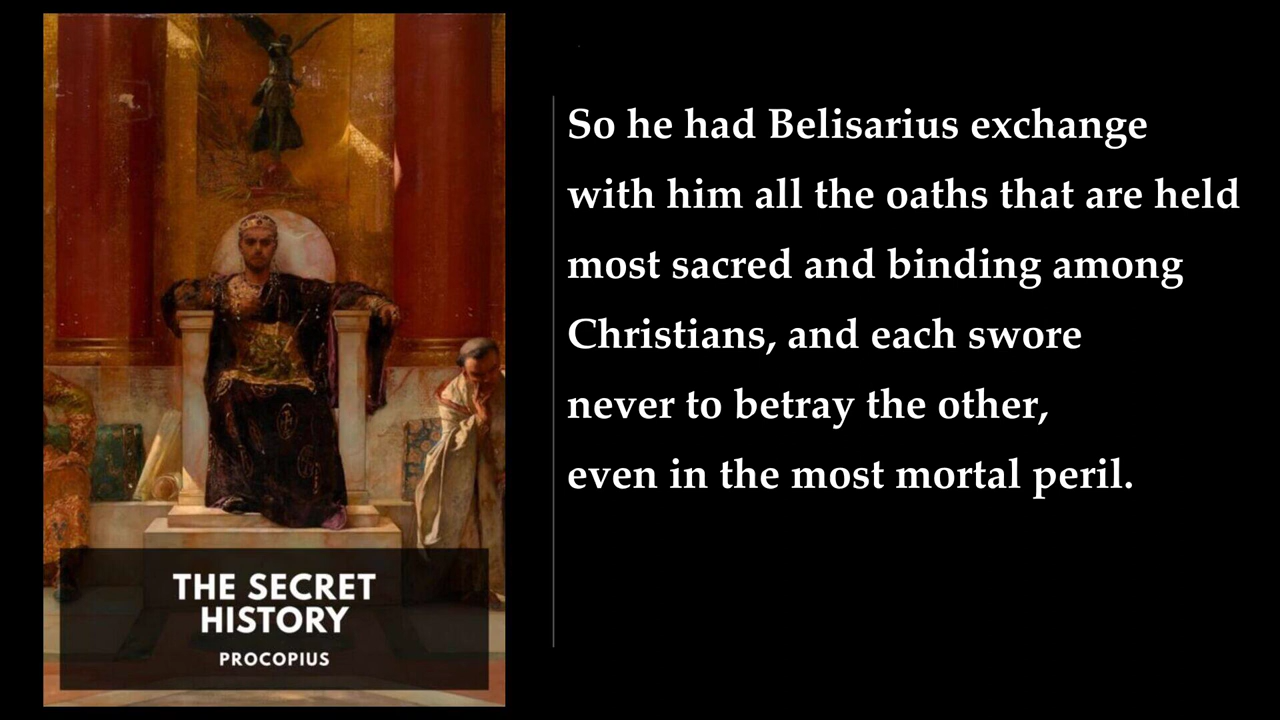 THE SECRET
HISTORY
PROCOPIUS
So he had Belisarius exchange
with him all the oaths that are held
most sacred and binding among
Christians, and each swore
never to betray the other,
even in the most mortal peril.